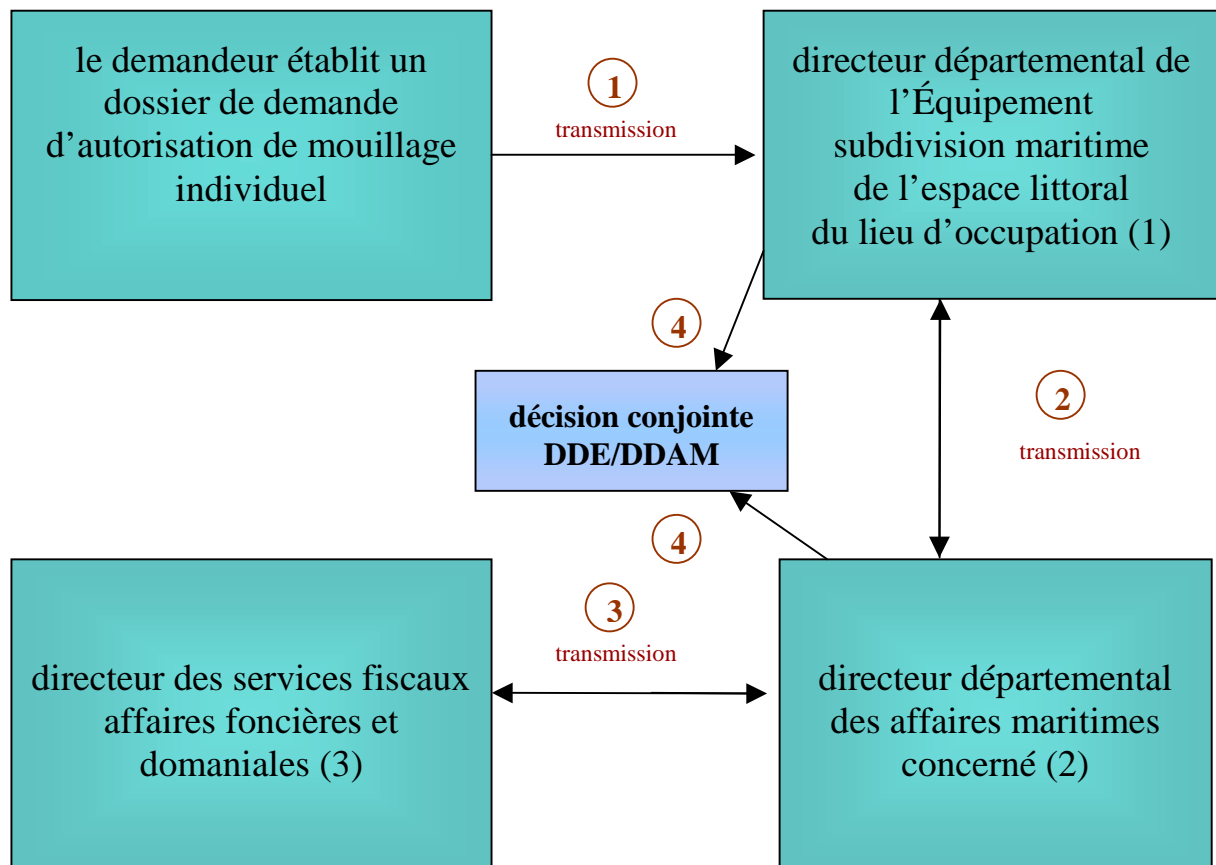 le demandeur établit un
dossier de demande
d’autorisation de mouillage
individuel
1
transmission
directeur départemental de
l’Équipement
subdivision maritime
de l’espace littoral
du lieu d’occupation (1)
4
décision conjointe
DDE/DDAM
2
transmission
4
3
transmission
directeur des services fiscaux
affaires foncières et
domaniales (3)
directeur départemental
des affaires maritimes
concerné (2)